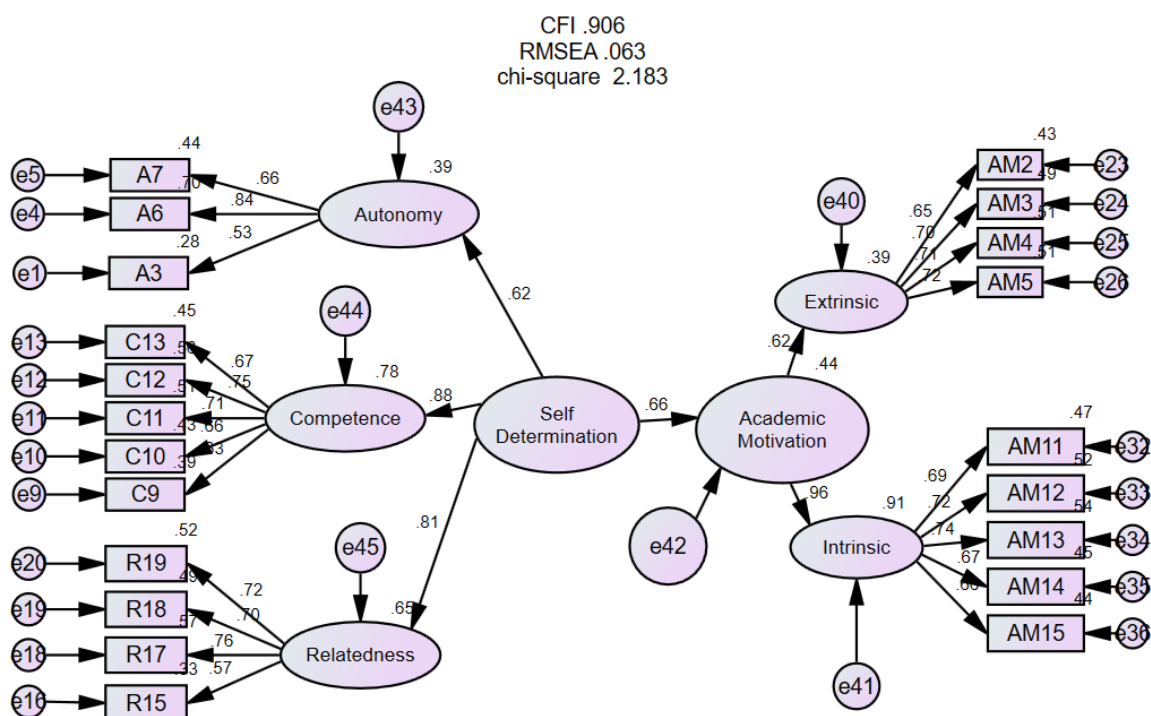 CFI .906
RMSEA .063
chi-square 2.183
e43
.44
.39
e5
A7
.66
.70
e4
A6
.84
Autonomy
.28
.53
e1
A3
.62
.45
e44
e13
C13
.67
.78
e12
C12
.75
.51
e11
C11
.71
Competence
.88
.43
.66
e10
C10
.39
e9
C9
Self
Determination
.66
.81
.52
e45
e20
R19
.72
.49
.65
e19
R18
.70
.57
e18
R17
.76
Relatedness
.33
.57
e16
R15
.43
AM2
e23
.49
e40
.65
AM3
e24
.70
.51
.71
AM4
e25
.39
.51
.72
AM5
e26
Extrinsic
.62
.44
Academic
Motivation
.47
AM11
e32
.52
.69
.96
.91
.72
AM12
e33
.54
.74
AM13
e34
e42
Intrinsic
.45
.67
AM14
e35
.44
AM15
e36
e41